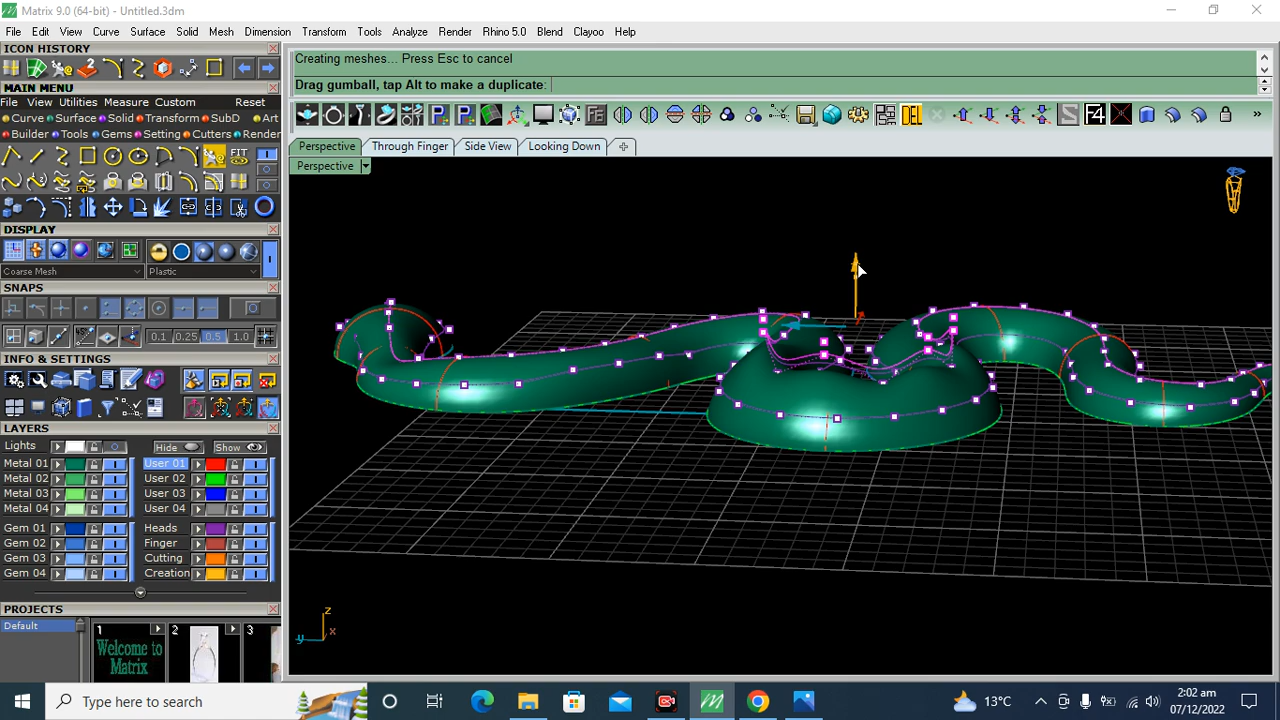 Matrix 9.0 (64-bit) - Untitled.3dm
File Edit View Curve Surface Solid Mesh Dimension Transform Tools Analyze Render Rhino 5.0 Blend Clayoo Help
ICON HISTORY
Creating meshes... Press Esc to cancel
Drag gumball, tap Alt to make a duplicate:
MAIN MENU
File View Utilities Measure Custom Reset
Curve Surface Solid Transform SubD Art
Builder Tools Gems Setting Cutters Render
FIT
FE
DEL
F4
Perspective Through Finger Side View Looking Down
Perspective
DISPLAY
Coarse Mesh Plastic
SNAPS
0.1 0.25 0.5 1.0
INFO & SETTINGS
LAYERS
Lights Hide Show
Metal 01 User 01
Metal 02 User 02
Metal 03 User 03
Metal 04 User 04
Gem 01 Heads
Gem 02 Finger
Gem 03 Cutting
Gem 04 Creation
PROJECTS
Default
1 2 3
Welcome to
Matrix
z
x
y
Type here to search
13°C
2:02 am
07/12/2022